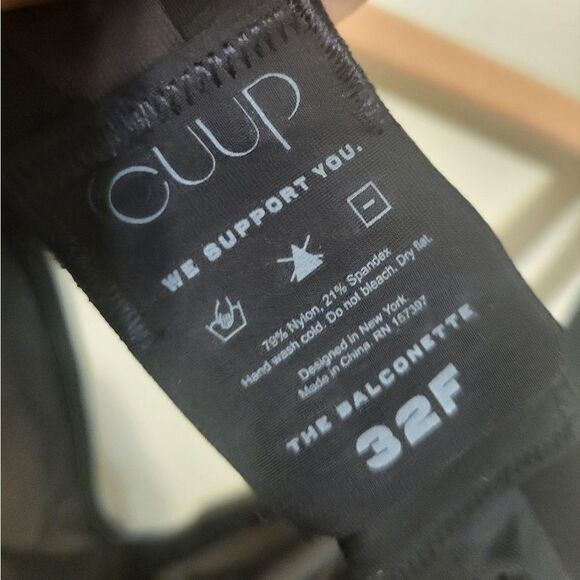 CUUP
WE SUPPORT YOU.
79% Nylon, 21% Spandex
Hand wash cold. Do not bleach. Dry flat.
Designed in New York
Made in China. RN 157397
THE BALCONETTE
32F